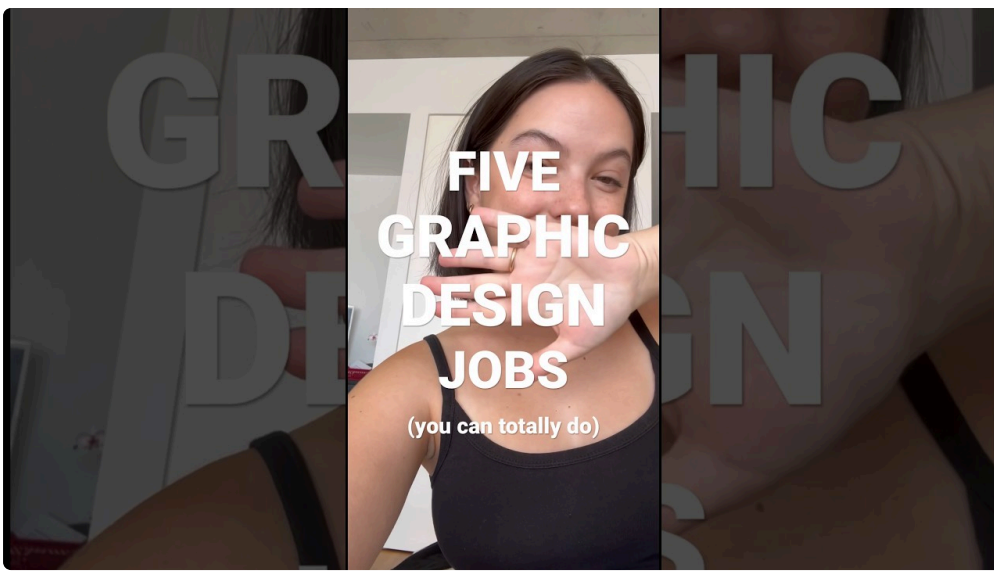 FIVE
GRAPHIC
DESIGN
JOBS
(you can totally do)